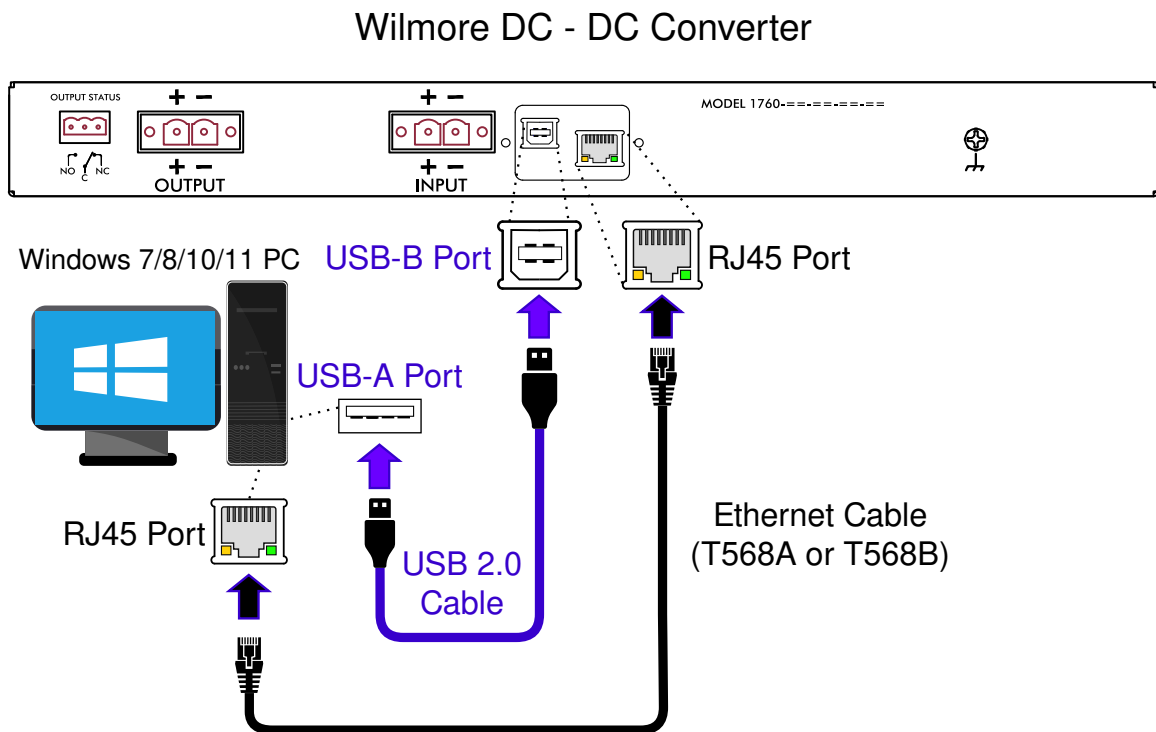 Wilmore DC - DC Converter
OUTPUT STATUS
+ -
+ -
MODEL 1760-==-==-==-==
NO C NC
+ -
OUTPUT
+ -
INPUT
Windows 7/8/10/11 PC
USB-B Port
RJ45 Port
USB-A Port
RJ45 Port
USB 2.0
Cable
Ethernet Cable
(T568A or T568B)